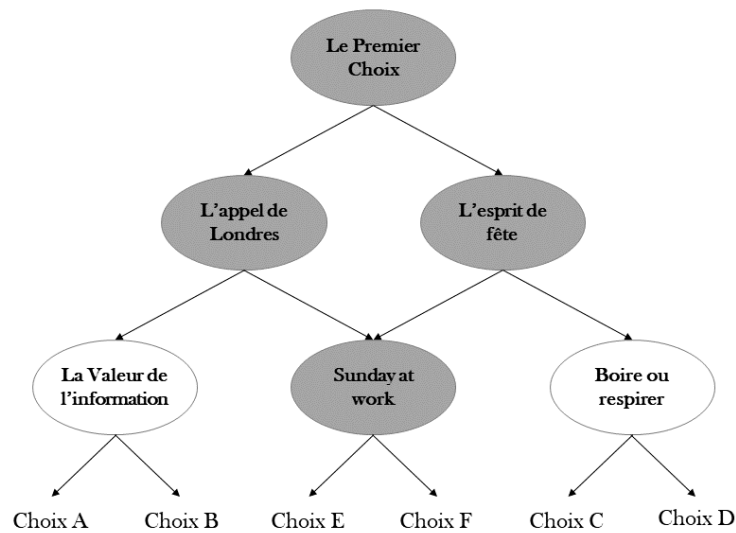 Le Premier
Choix
L'appel de
Londres
L'esprit de
fête
La Valeur de
l'information
Sunday at
work
Boire ou
respirer
Choix A
Choix B
Choix E
Choix F
Choix C
Choix D